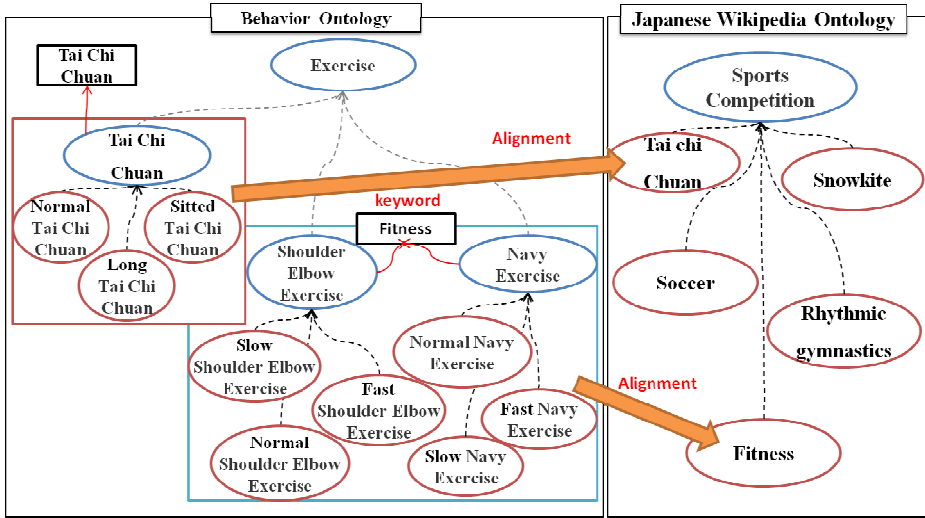 Behavior Ontology
Japanese Wikipedia Ontology
Tai Chi
Chuan
Exercise
Sports
Competition
Tai Chi
Chuan
Alignment
Tai chi
Chuan
Snowkite
Normal
Tai Chi
Chuan
Sitted
Tai Chi
Chuan
Long
Tai Chi
Chuan
keyword
Fitness
Shoulder
Elbow
Exercise
Navy
Exercise
Soccer
Rhythmic
gymnastics
Slow
Shoulder Elbow
Exercise
Normal Navy
Exercise
Fast
Shoulder Elbow
Exercise
Fast Navy
Exercise
Alignment
Normal
Shoulder Elbow
Exercise
Slow Navy
Exercise
Fitness